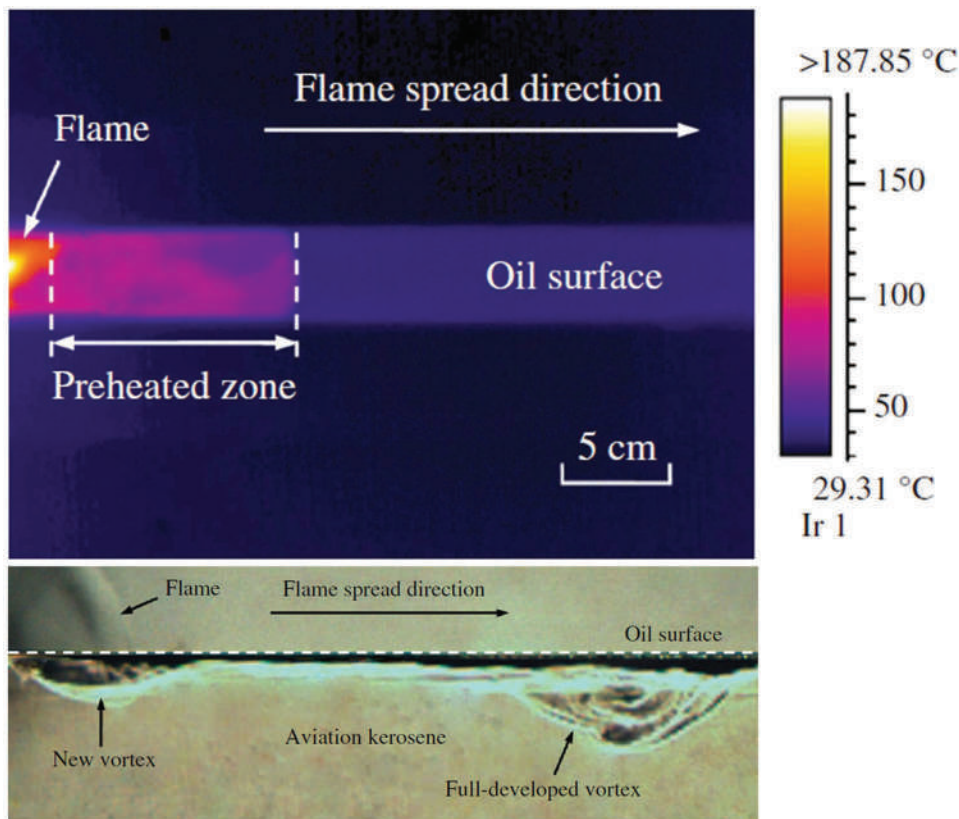 Flame spread direction
Flame
Oil surface
Preheated zone
5 cm
>187.85 °C
150
100
50
29.31 °C
Ir 1
Flame
Flame spread direction
Oil surface
New vortex
Aviation kerosene
Full-developed vortex